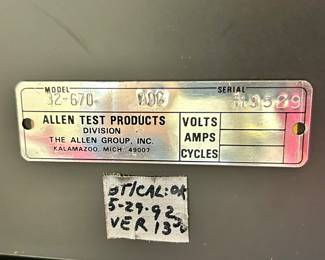 MODEL SERIAL
32-670
ALLEN TEST PRODUCTS
DIVISION
THE ALLEN GROUP, INC.
KALAMAZOO, MICH. 49007
VOLTS
AMPS
CYCLES
BT/CAL:OK
5-29-92
VER 13